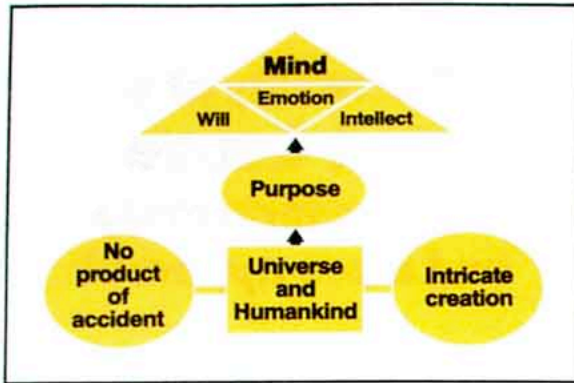 Mind
Emotion
Will
Intellect
Purpose
No
product
of
accident
Universe
and
Humankind
Intricate
creation